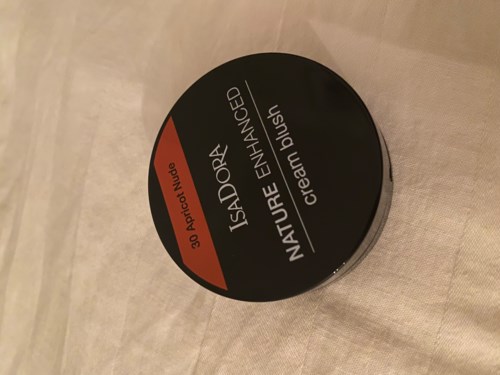 30 Apricot Nude
IsaDora
NATURE ENHANCED
cream blush